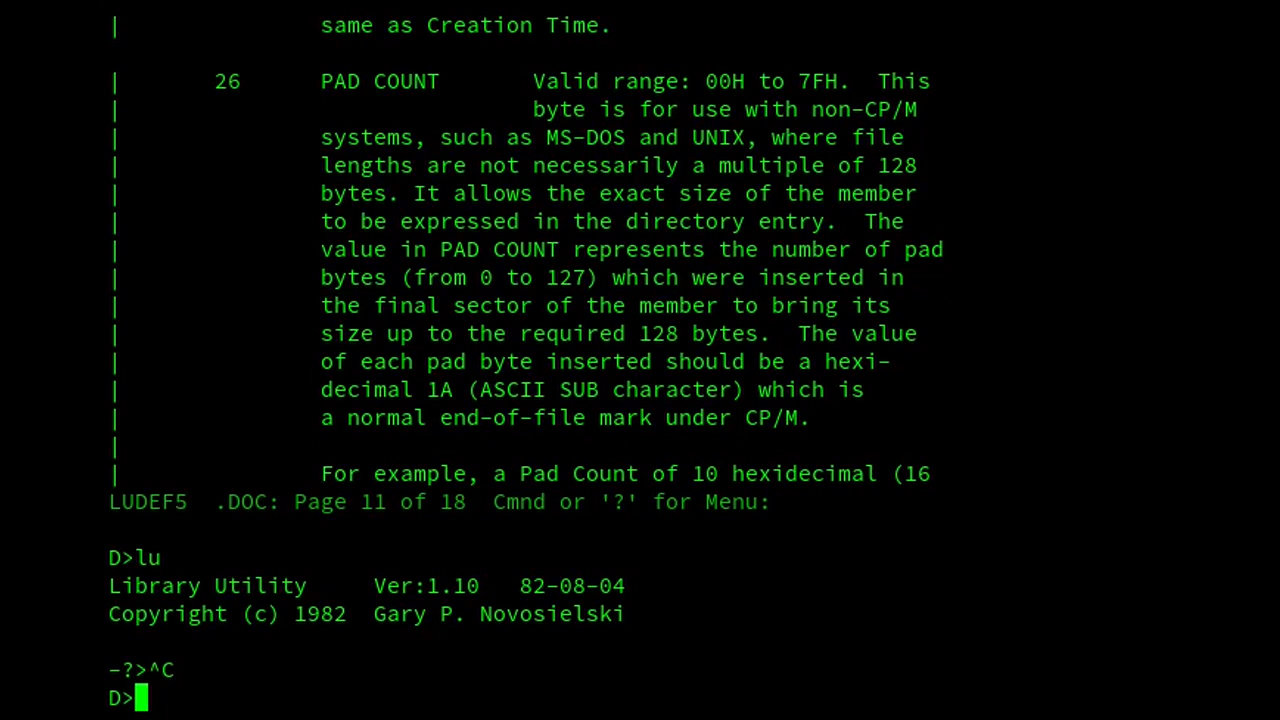 | same as Creation Time.
| 26 PAD COUNT Valid range: 00H to 7FH. This
| byte is for use with non-CP/M
| systems, such as MS-DOS and UNIX, where file
| lengths are not necessarily a multiple of 128
| bytes. It allows the exact size of the member
| to be expressed in the directory entry. The
| value in PAD COUNT represents the number of pad
| bytes (from 0 to 127) which were inserted in
| the final sector of the member to bring its
| size up to the required 128 bytes. The value
| of each pad byte inserted should be a hexi-
| decimal 1A (ASCII SUB character) which is
| a normal end-of-file mark under CP/M.
|
| For example, a Pad Count of 10 hexidecimal (16
LUDEF5 .DOC: Page 11 of 18 Cmnd or '?' for Menu:
D>lu
Library Utility Ver:1.10 82-08-04
Copyright (c) 1982 Gary P. Novosielski
-?>^C
D>